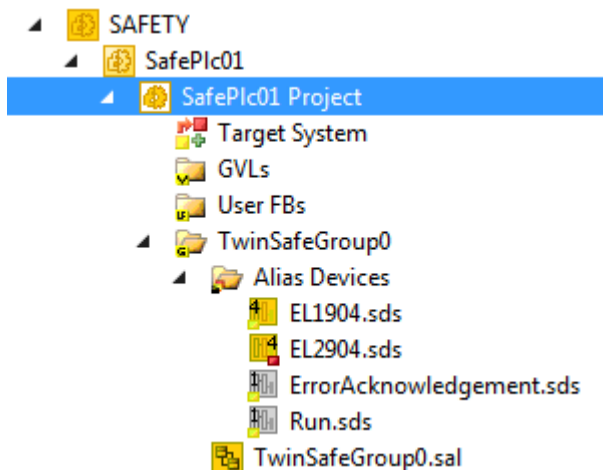 SAFETY
SafePlc01
SafePlc01 Project
Target System
GVLs
User FBs
TwinSafeGroup0
Alias Devices
EL1904.sds
EL2904.sds
ErrorAcknowledgement.sds
Run.sds
TwinSafeGroup0.sal